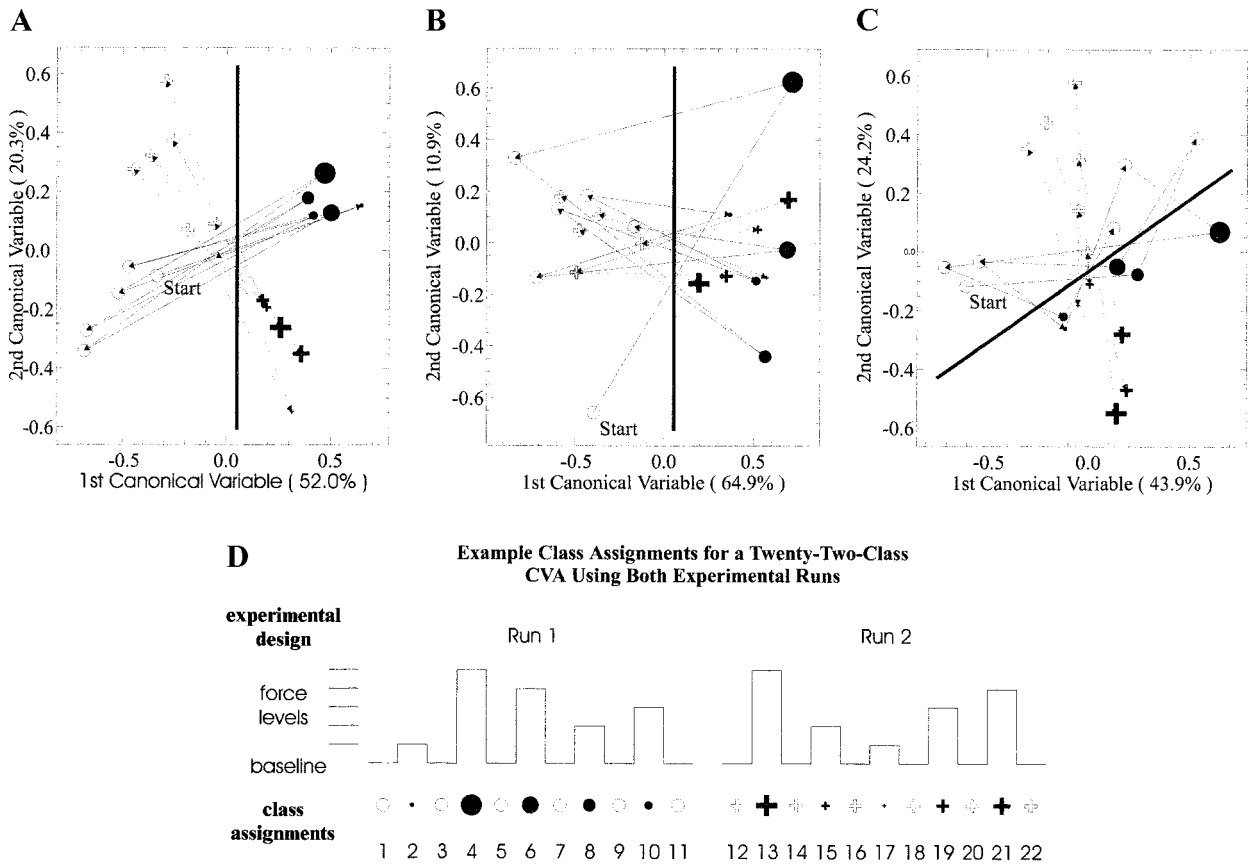 A
B
C
2nd Canonical Variable ( 20.3% )
0.6
0.4
0.2
0.0
-0.2
-0.4
-0.6
Start
-0.5 0.0 0.5
1st Canonical Variable ( 52.0% )
2nd Canonical Variable ( 10.9% )
0.6
0.4
0.2
0.0
-0.2
-0.4
-0.6
Start
-0.5 0.0 0.5
1st Canonical Variable ( 64.9% )
2nd Canonical Variable ( 24.2% )
0.6
0.4
0.2
0.0
-0.2
-0.4
-0.6
Start
-0.5 0.0 0.5
1st Canonical Variable ( 43.9% )
D
Example Class Assignments for a Twenty-Two-Class
CVA Using Both Experimental Runs
experimental
design
Run 1
Run 2
force
levels
baseline
class
assignments
1 2 3 4 5 6 7 8 9 10 11 12 13 14 15 16 17 18 19 20 21 22